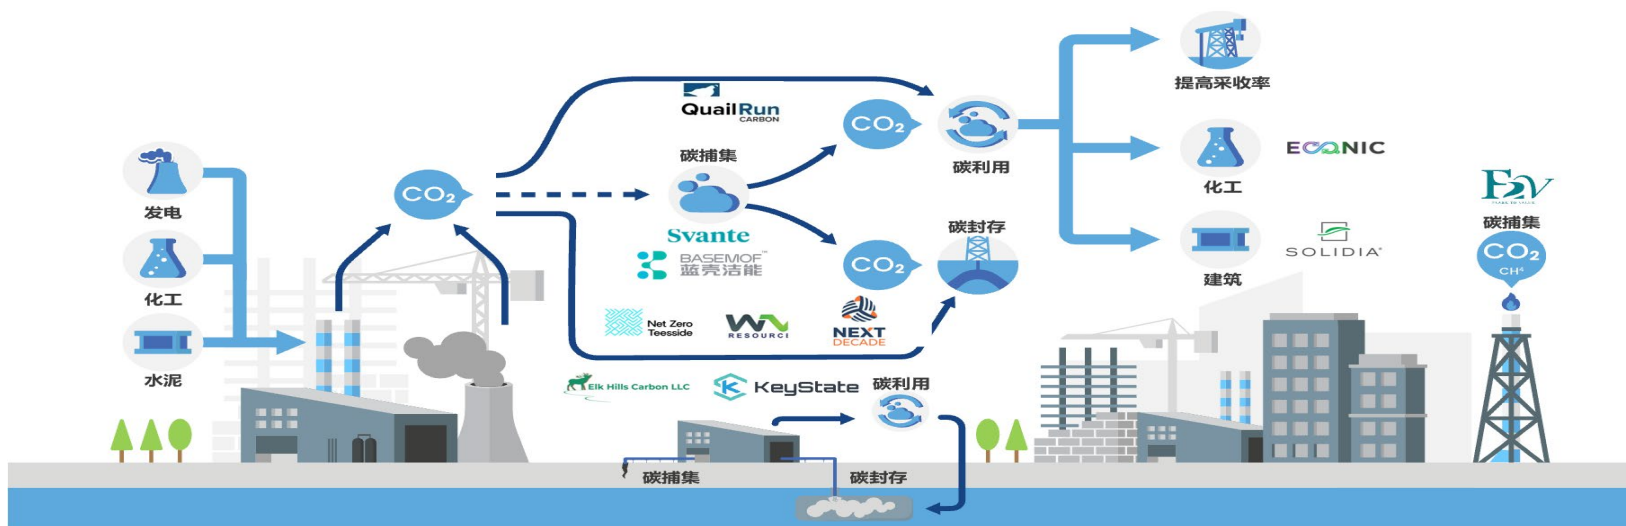 发电
化工
水泥
CO₂
QuailRun
CARBON
碳捕集
Svante
BASEMOF™
蓝壳洁能
CO₂
CO₂
碳利用
碳封存
Net Zero
Teesside
RESOURCI
NEXT
DECADE
Elk Hills Carbon LLC
KeyState
碳利用
碳捕集
碳封存
提高采收率
化工
ECONIC
建筑
SOLIDIA®
F2V
碳捕集
CO₂
CH⁴